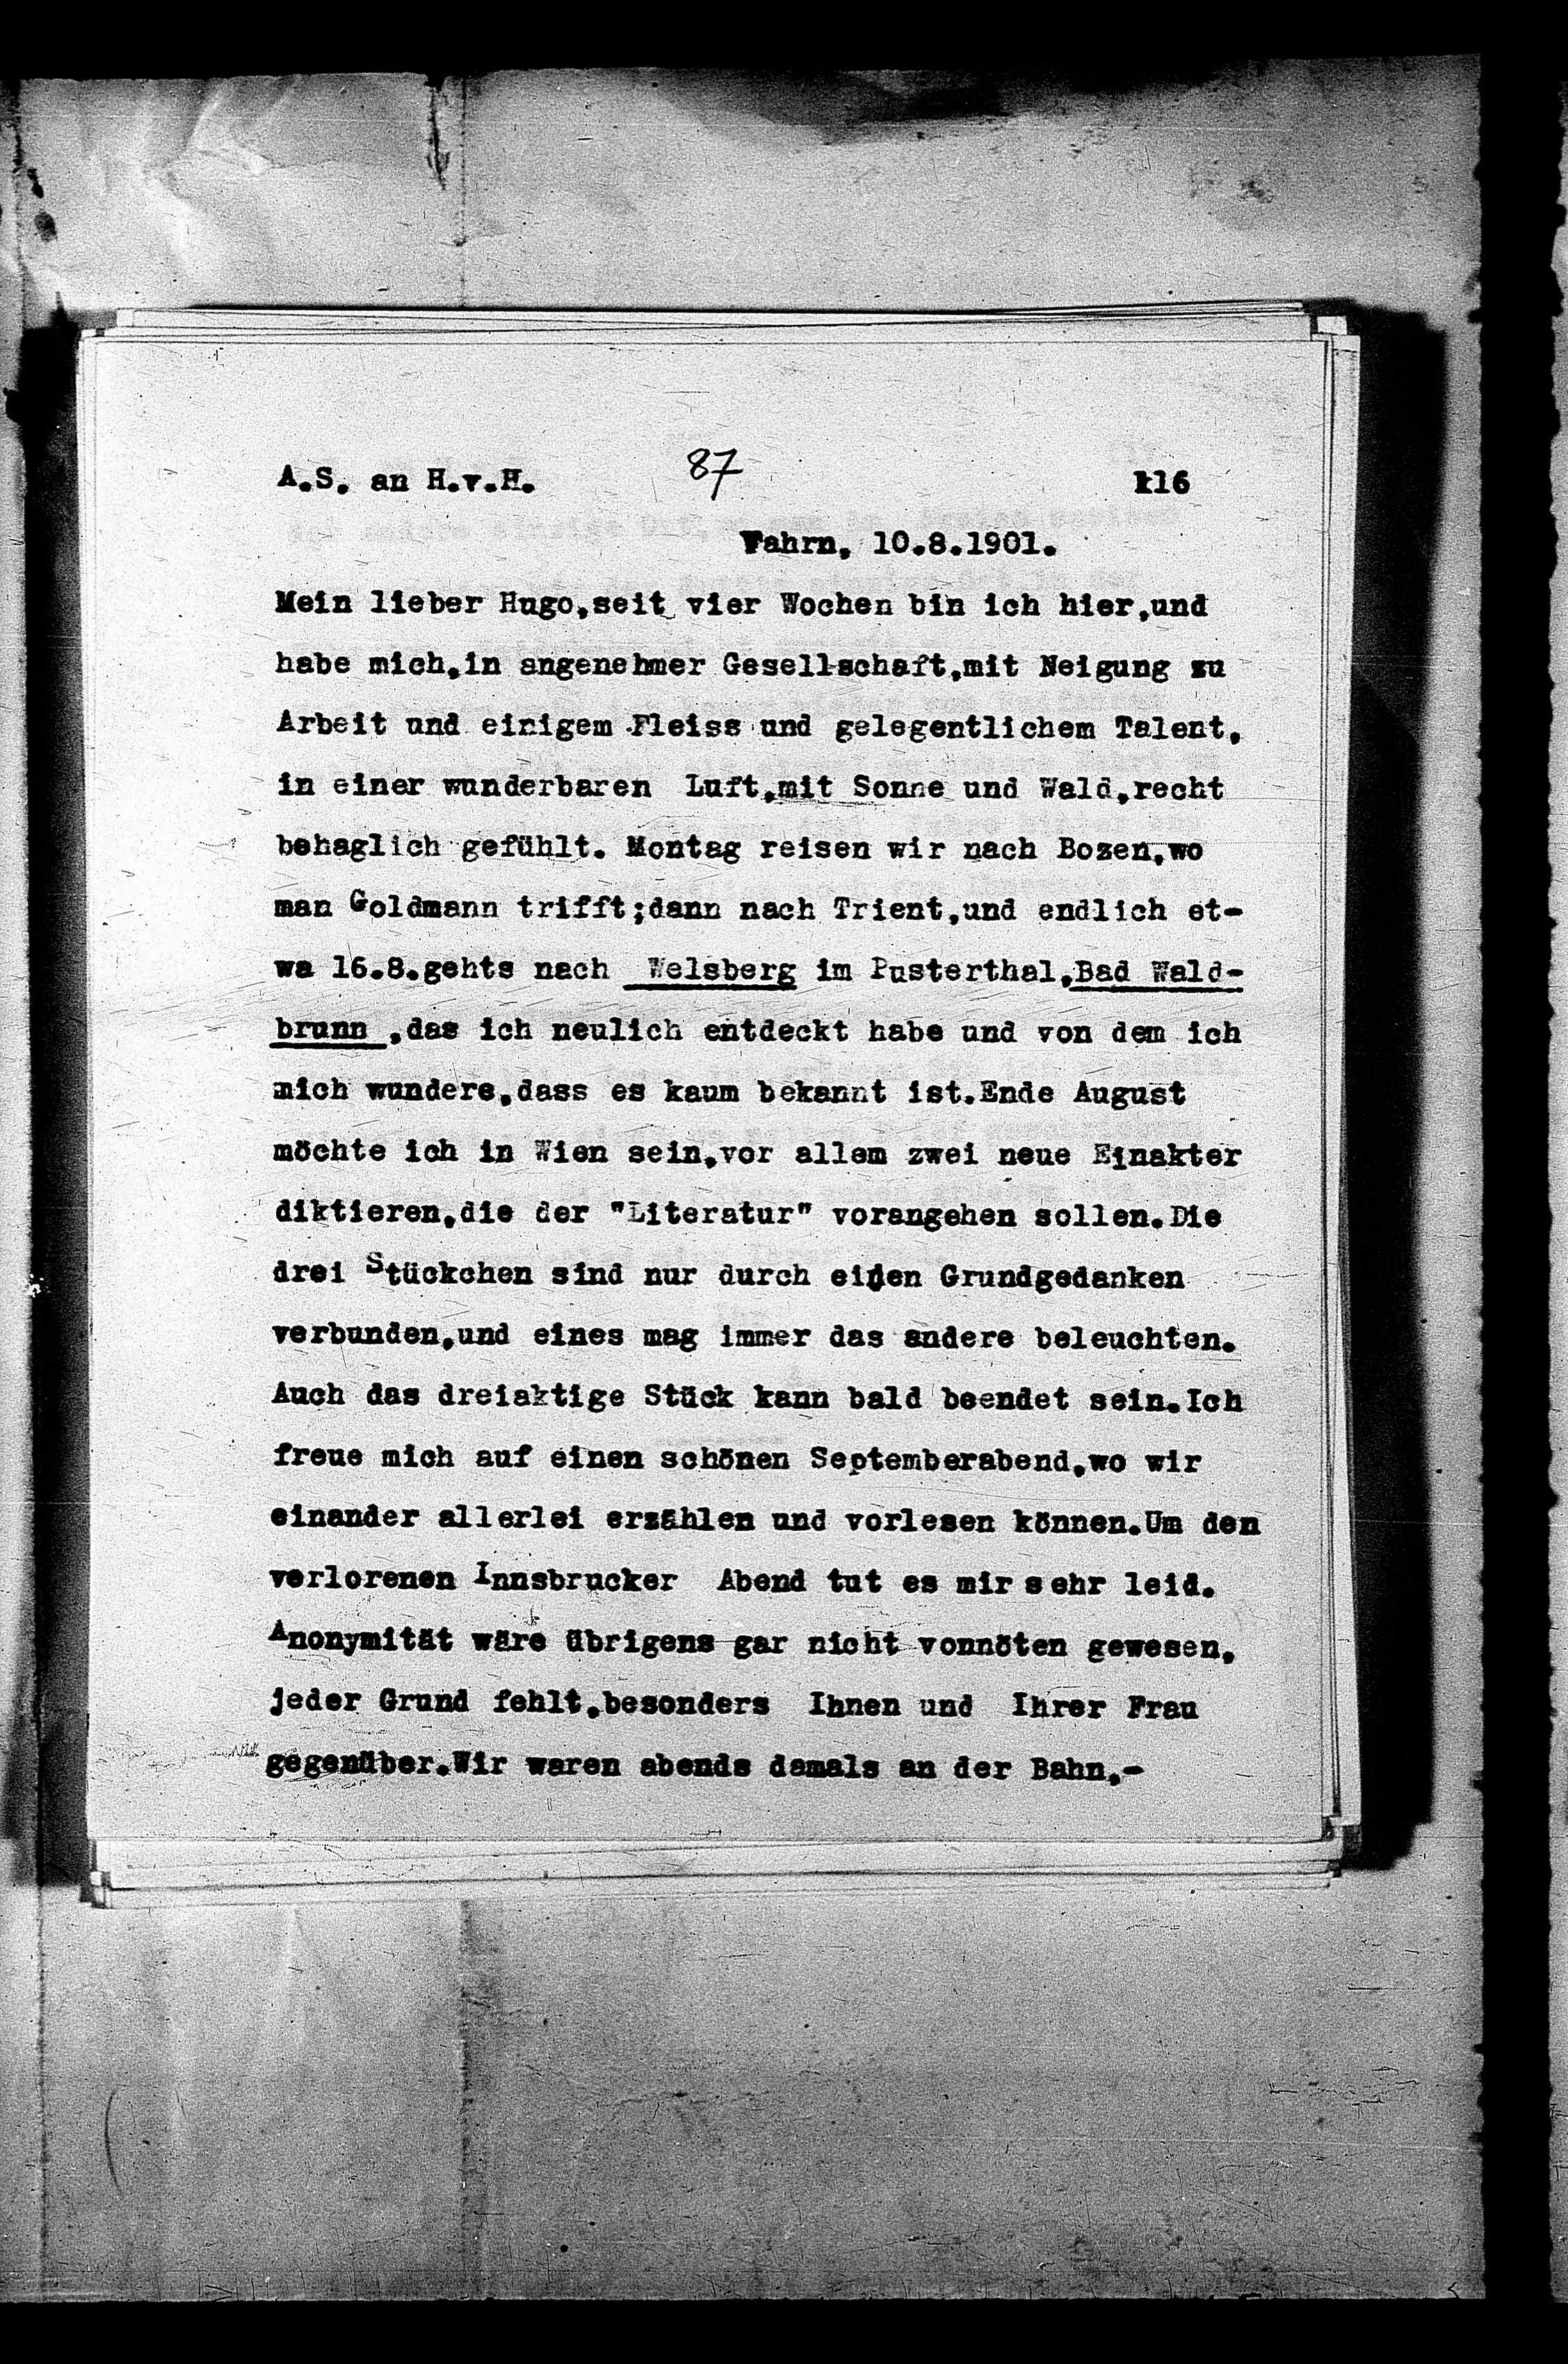 A.S. an H.v.H. 87 116
Vahrn, 10.8.1901.
Mein lieber Hugo,seit vier Wochen bin ich hier,und
habe mich,in angenehmer Gesellschaft,mit Neigung zu
Arbeit und einigem Fleiss und gelegentlichem Talent,
in einer wunderbaren Luft,mit Sonne und Wald,recht
behaglich gefühlt. Montag reisen wir nach Bozen,wo
man Goldmann trifft;dann nach Trient,und endlich et-
wa 16.8.gehts nach Welsberg im Pusterthal,Bad Wald-
brunn ,das ich neulich entdeckt habe und von dem ich
mich wundere,dass es kaum bekannt ist.Ende August
möchte ich in Wien sein,vor allem zwei neue Einakter
diktieren,die der "Literatur" vorangehen sollen.Die
drei Stückchen sind nur durch einen Grundgedanken
verbunden,und eines mag immer das andere beleuchten.
Auch das dreiaktige Stück kann bald beendet sein.Ich
freue mich auf einen schönen Septemberabend,wo wir
einander allerlei erzählen und vorlesen können.Um den
verlorenen Innsbrucker Abend tut es mir sehr leid.
Anonymität wäre übrigens gar nicht vonnöten gewesen,
jeder Grund fehlt,besonders Ihnen und Ihrer Frau
gegenüber.Wir waren abends damals an der Bahn,-